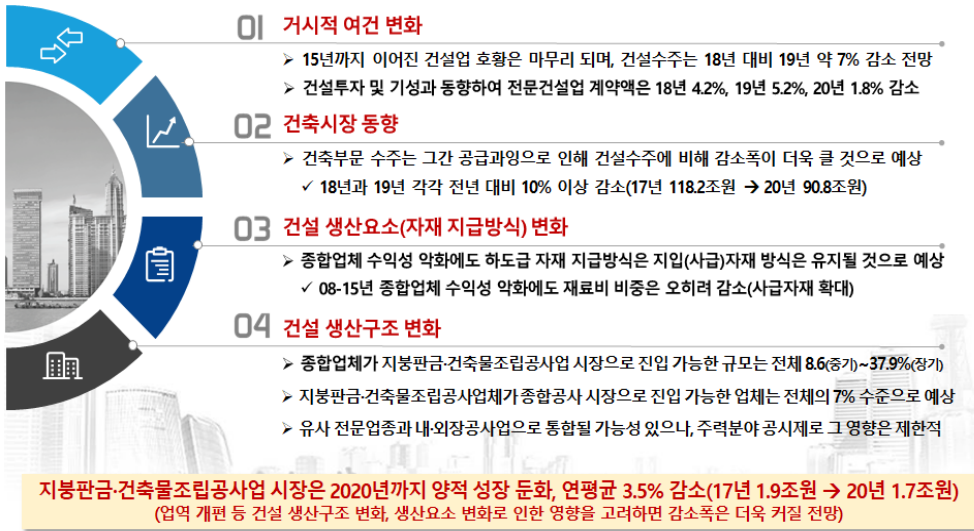 01 거시적 여건 변화
➢ 15년까지 이어진 건설업 호황은 마무리 되며, 건설수주는 18년 대비 19년 약 7% 감소 전망
➢ 건설투자 및 기성과 동향하여 전문건설업 계약액은 18년 4.2%, 19년 5.2%, 20년 1.8% 감소
02 건축시장 동향
➢ 건축부문 수주는 그간 공급과잉으로 인해 건설수주에 비해 감소폭이 더욱 클 것으로 예상
✓ 18년과 19년 각각 전년 대비 10% 이상 감소(17년 118.2조원 → 20년 90.8조원)
03 건설 생산요소(자재 지급방식) 변화
➢ 종합업체 수익성 악화에도 하도급 자재 지급방식은 지입(사급)자재 방식은 유지될 것으로 예상
✓ 08-15년 종합업체 수익성 악화에도 재료비 비중은 오히려 감소(사급자재 확대)
04 건설 생산구조 변화
➢ 종합업체가 지붕판금·건축물조립공사업 시장으로 진입 가능한 규모는 전체 8.6(중기)~37.9%(장기)
➢ 지붕판금·건축물조립공사업체가 종합공사 시장으로 진입 가능한 업체는 전체의 7% 수준으로 예상
➢ 유사 전문업종과 내·외장공사업으로 통합될 가능성 있으나, 주력분야 공시제로 그 영향은 제한적
지붕판금·건축물조립공사업 시장은 2020년까지 양적 성장 둔화, 연평균 3.5% 감소(17년 1.9조원 → 20년 1.7조원)
(업역 개편 등 건설 생산구조 변화, 생산요소 변화로 인한 영향을 고려하면 감소폭은 더욱 커질 전망)